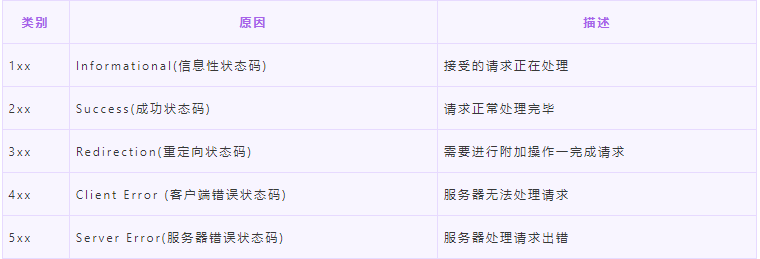 类别 原因 描述
1xx Informational(信息性状态码) 接受的请求正在处理
2xx Success(成功状态码) 请求正常处理完毕
3xx Redirection(重定向状态码) 需要进行附加操作一完成请求
4xx Client Error (客户端错误状态码) 服务器无法处理请求
5xx Server Error(服务器错误状态码) 服务器处理请求出错